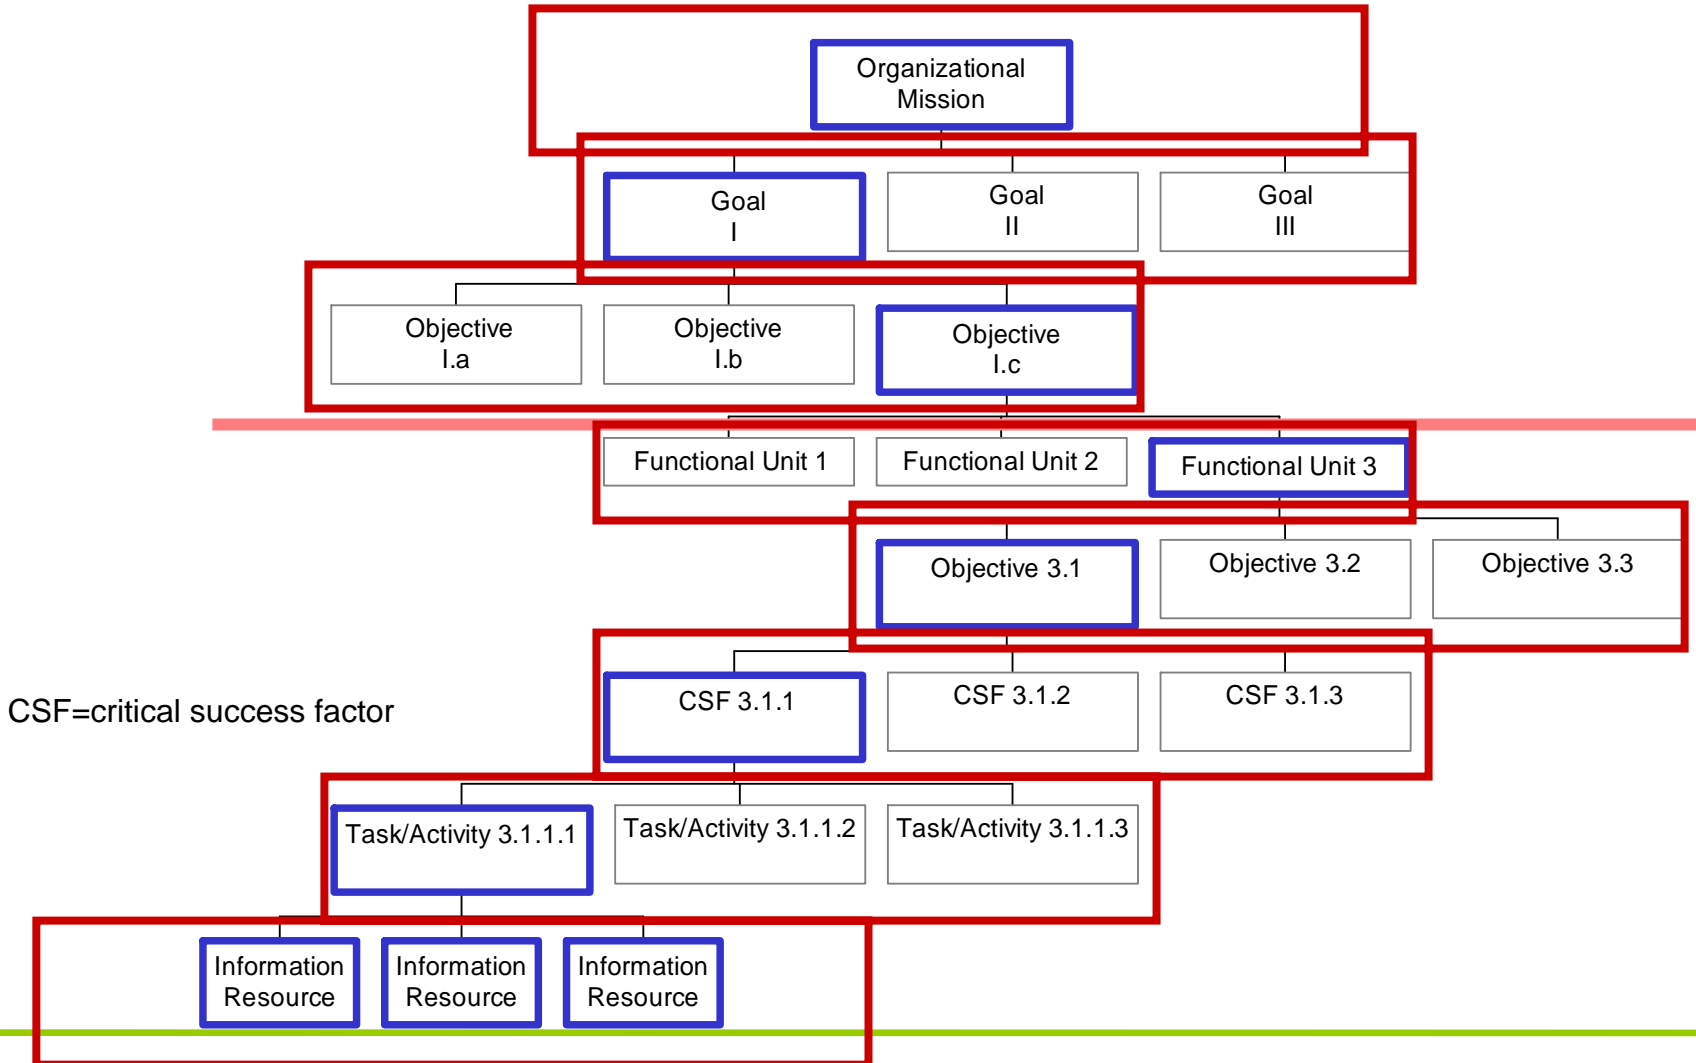 Organizational
Mission
Goal
I
Goal
II
Goal
III
Objective
I.a
Objective
I.b
Objective
I.c
Functional Unit 1
Functional Unit 2
Functional Unit 3
Objective 3.1
Objective 3.2
Objective 3.3
CSF 3.1.1
CSF 3.1.2
CSF 3.1.3
CSF=critical success factor
Task/Activity 3.1.1.1
Task/Activity 3.1.1.2
Task/Activity 3.1.1.3
Information
Resource
Information
Resource
Information
Resource